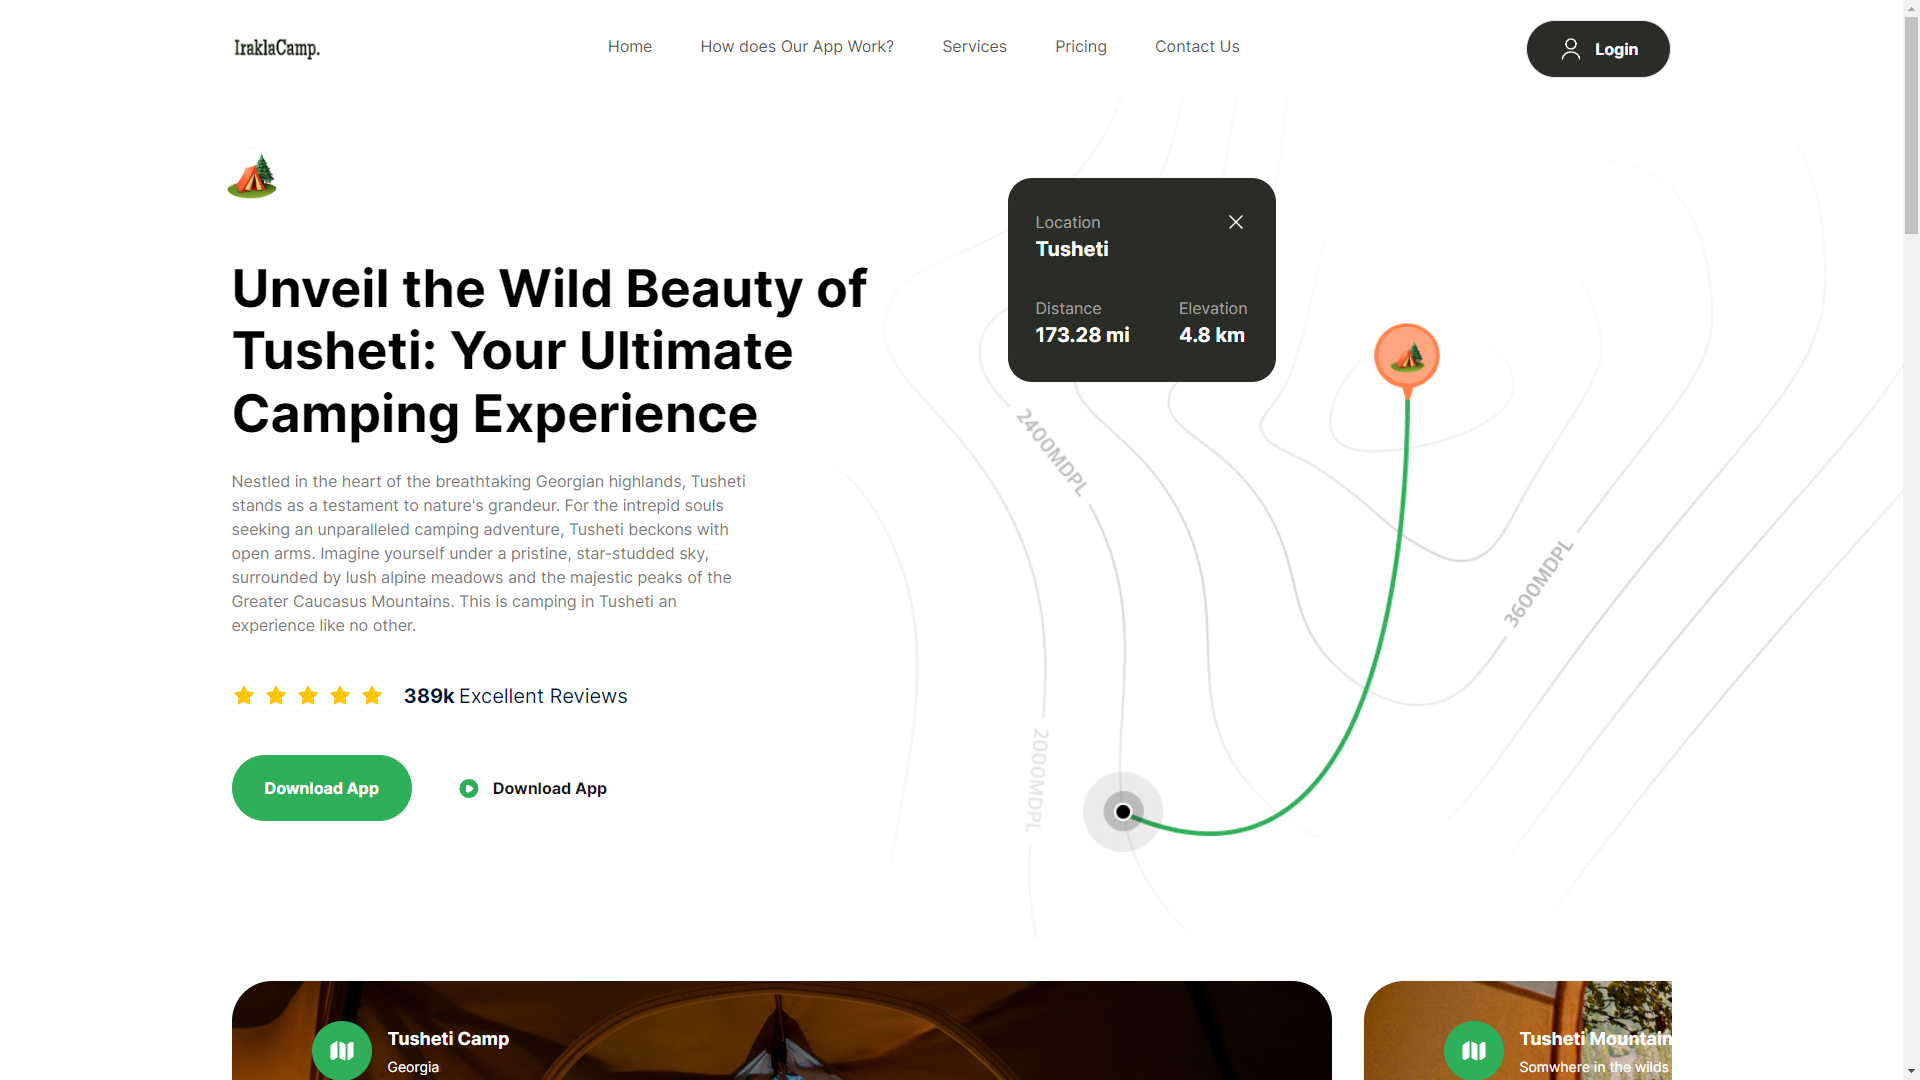 IraklaCamp.
Home
How does Our App Work?
Services
Pricing
Contact Us
Login
Unveil the Wild Beauty of
Tusheti: Your Ultimate
Camping Experience
Nestled in the heart of the breathtaking Georgian highlands, Tusheti
stands as a testament to nature's grandeur. For the intrepid souls
seeking an unparalleled camping adventure, Tusheti beckons with
open arms. Imagine yourself under a pristine, star-studded sky,
surrounded by lush alpine meadows and the majestic peaks of the
Greater Caucasus Mountains. This is camping in Tusheti an
experience like no other.
389k Excellent Reviews
Download App
Download App
Location
Tusheti
Distance
Elevation
173.28 mi
4.8 km
2400MDPL
3600MDPL
2000MDPL
Tusheti Camp
Georgia
Tusheti Mountain
Somwhere in the wilds